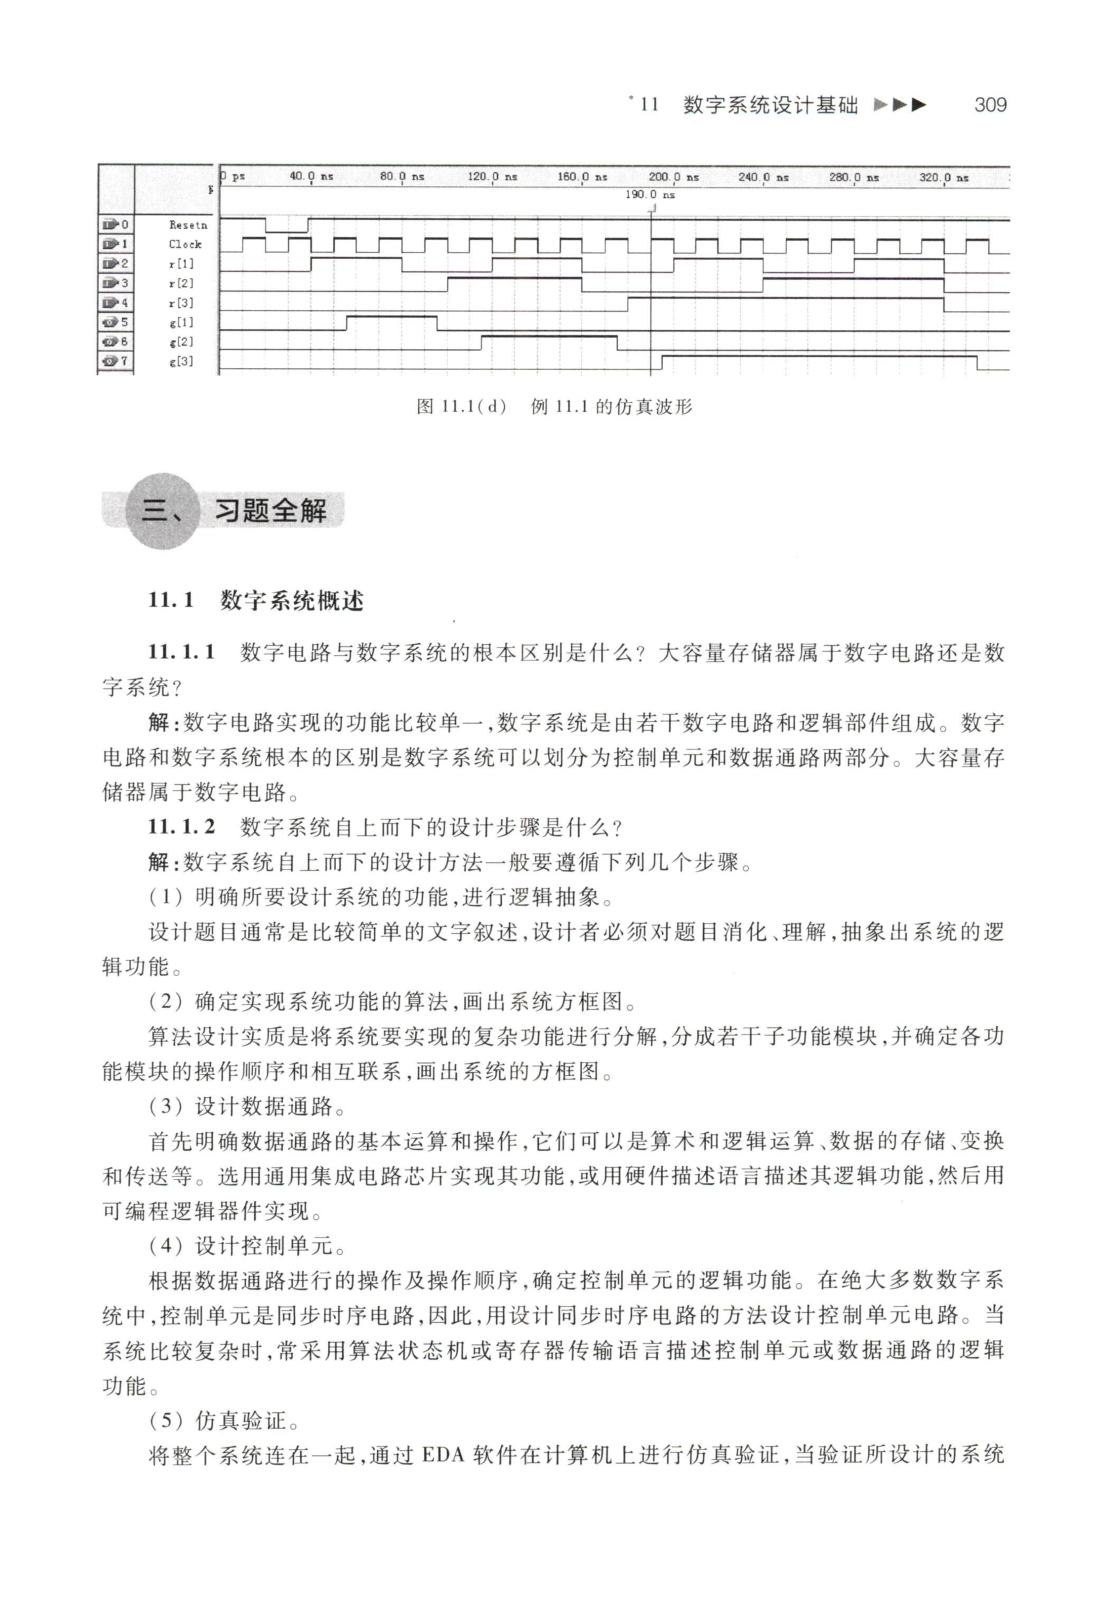 *11 数字系统设计基础 ▶▶▶ 309
0 ps 40.0 ns 80.0 ns 120.0 ns 160.0 ns 200.0 ns 240.0 ns 280.0 ns 320.0 ns
190.0 ns
0 Resetn
1 Clock
2 r[1]
3 r[2]
4 r[3]
5 g[1]
6 g[2]
7 g[3]
图 11.1(d) 例 11.1 的仿真波形
三、 习题全解
11.1 数字系统概述
11.1.1 数字电路与数字系统的根本区别是什么? 大容量存储器属于数字电路还是数
字系统?
解:数字电路实现的功能比较单一,数字系统是由若干数字电路和逻辑部件组成。数字
电路和数字系统根本的区别是数字系统可以划分为控制单元和数据通路两部分。大容量存
储器属于数字电路。
11.1.2 数字系统自上而下的设计步骤是什么?
解:数字系统自上而下的设计方法一般要遵循下列几个步骤。
(1) 明确所要设计系统的功能,进行逻辑抽象。
设计题目通常是比较简单的文字叙述,设计者必须对题目消化、理解,抽象出系统的逻
辑功能。
(2) 确定实现系统功能的算法,画出系统方框图。
算法设计实质是将系统要实现的复杂功能进行分解,分成若干子功能模块,并确定各功
能模块的操作顺序和相互联系,画出系统的方框图。
(3) 设计数据通路。
首先明确数据通路的基本运算和操作,它们可以是算术和逻辑运算、数据的存储、变换
和传送等。选用通用集成电路芯片实现其功能,或用硬件描述语言描述其逻辑功能,然后用
可编程逻辑器件实现。
(4) 设计控制单元。
根据数据通路进行的操作及操作顺序,确定控制单元的逻辑功能。在绝大多数数字系
统中,控制单元是同步时序电路,因此,用设计同步时序电路的方法设计控制单元电路。当
系统比较复杂时,常采用算法状态机或寄存器传输语言描述控制单元或数据通路的逻辑
功能。
(5) 仿真验证。
将整个系统连在一起,通过 EDA 软件在计算机上进行仿真验证,当验证所设计的系统